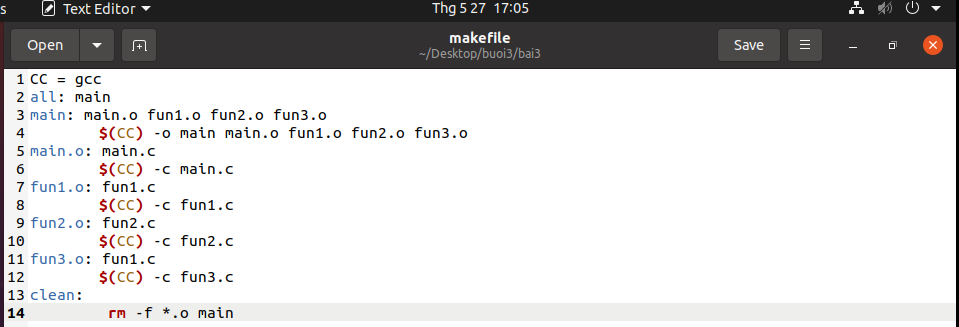 s Text Editor Thg 5 27 17:05
Open makefile Save
~/Desktop/buoi3/bai3
1 CC = gcc
2 all: main
3 main: main.o fun1.o fun2.o fun3.o
4 $(CC) -o main main.o fun1.o fun2.o fun3.o
5 main.o: main.c
6 $(CC) -c main.c
7 fun1.o: fun1.c
8 $(CC) -c fun1.c
9 fun2.o: fun2.c
10 $(CC) -c fun2.c
11 fun3.o: fun1.c
12 $(CC) -c fun3.c
13 clean:
14 rm -f *.o main